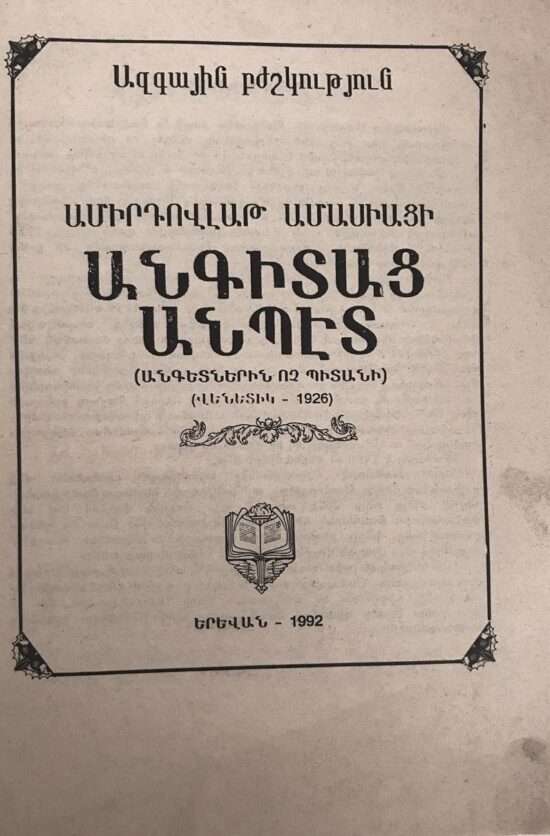 Ազգային բժշկություն
ԱՄԻՐԴՈՎԼԱԹ ԱՄԱՍԻԱՑԻ
ԱՆԳԻՏԱՑ
ԱՆՊԷՏ
(ԱՆԳԵՏՆԵՐԻՆ ՈՉ ՊԻՏԱՆԻ)
(ՎԵՆԵՏԻԿ - 1926)
ԵՐԵՎԱՆ - 1992